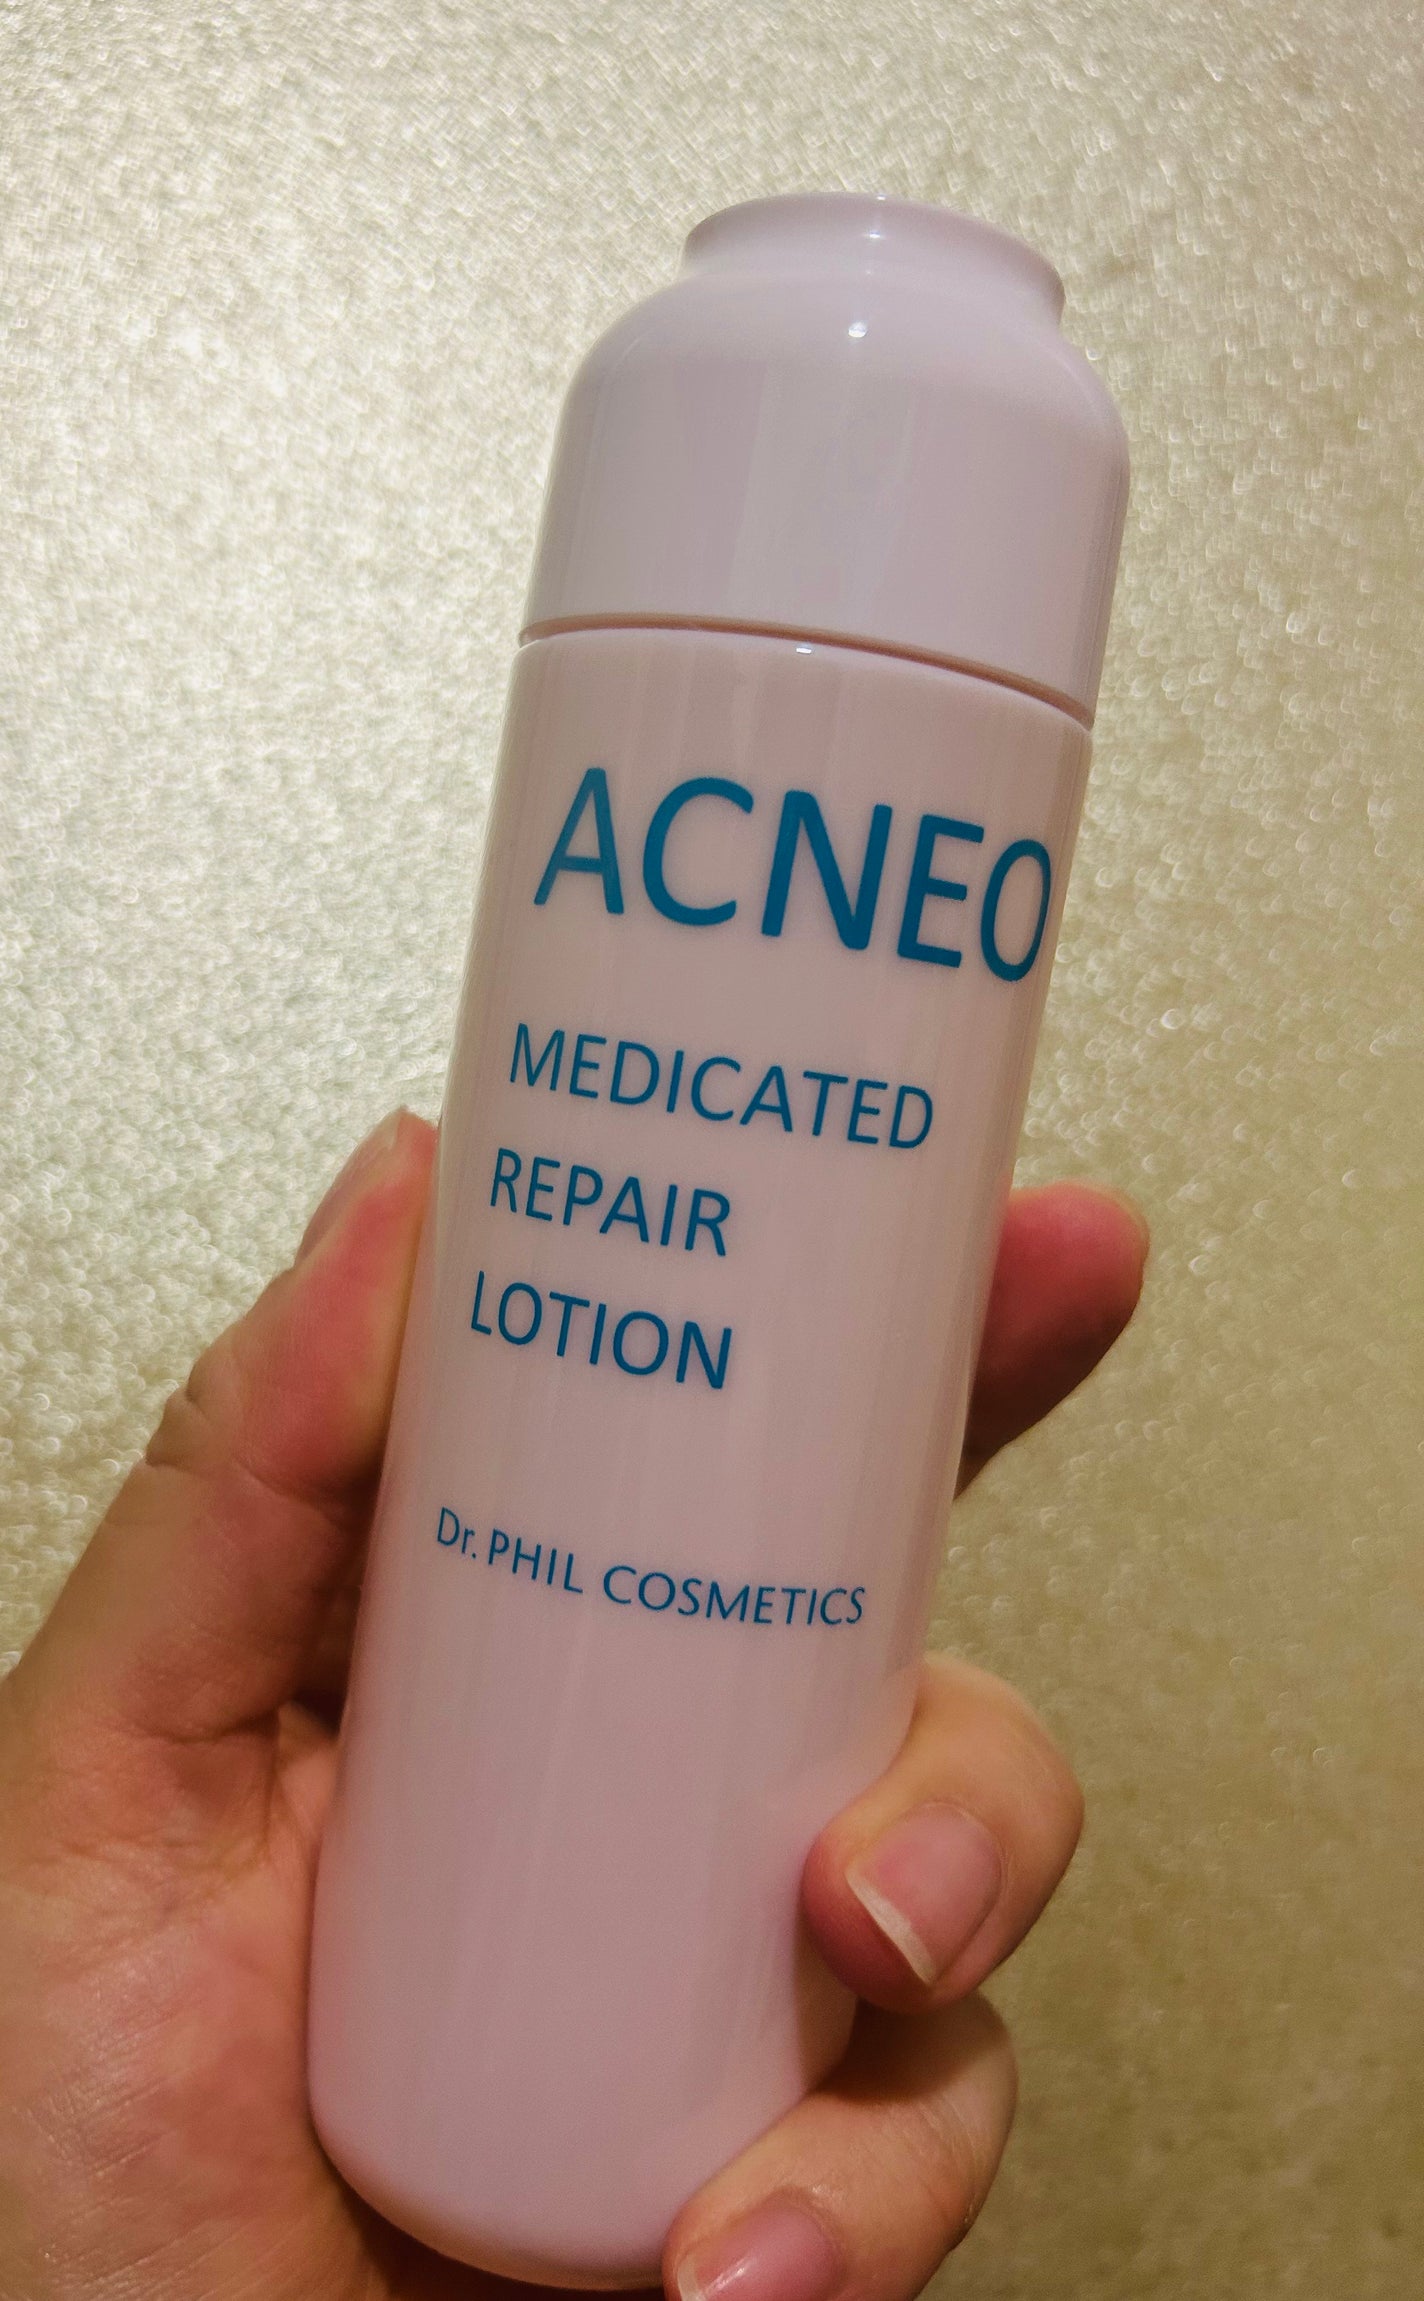 ACNEO
MEDICATED
REPAIR
LOTION
Dr. PHIL COSMETICS